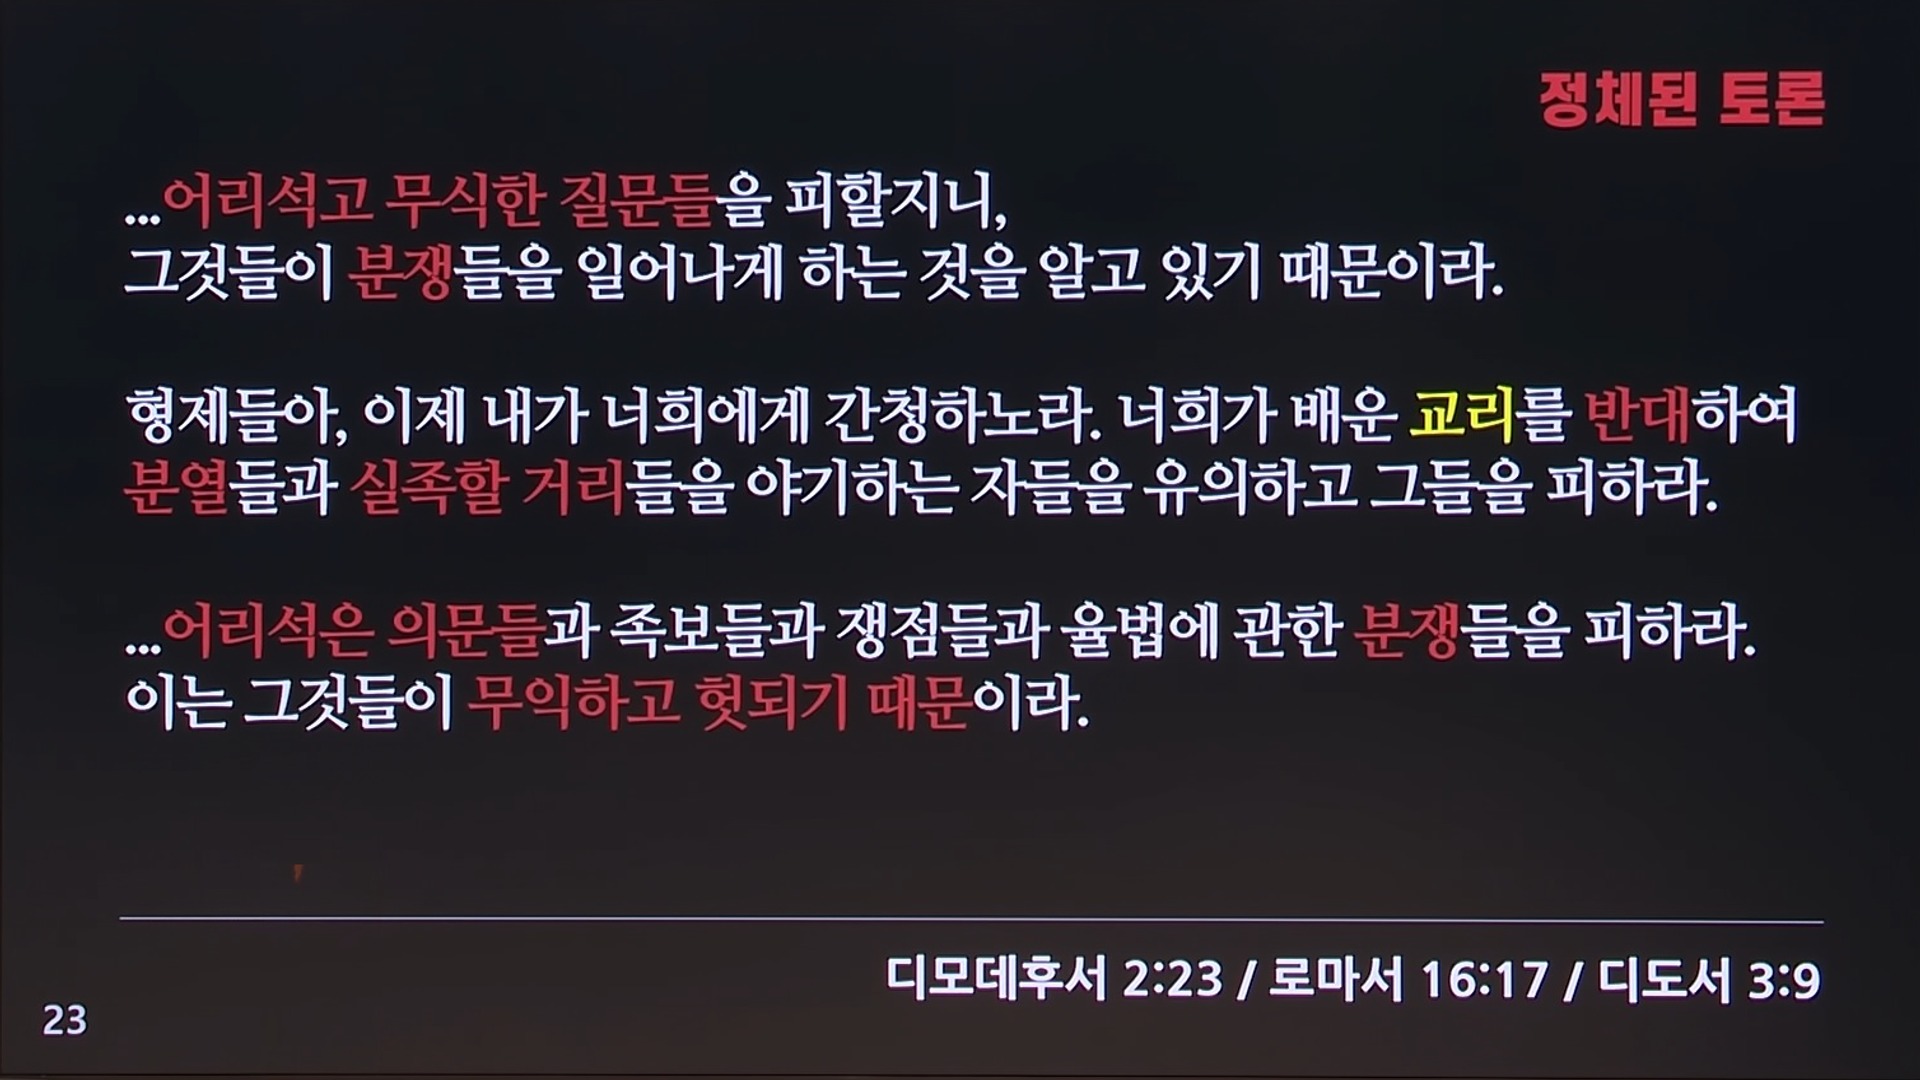 정체된 토론
...어리석고 무식한 질문들을 피할지니,
그것들이 분쟁들을 일어나게 하는 것을 알고 있기 때문이라.
형제들아, 이제 내가 너희에게 간청하노라. 너희가 배운 교리를 반대하여
분열들과 실족할 거리들을 야기하는 자들을 유의하고 그들을 피하라.
...어리석은 의문들과 족보들과 쟁점들과 율법에 관한 분쟁들을 피하라.
이는 그것들이 무익하고 헛되기 때문이라.
디모데후서 2:23 / 로마서 16:17 / 디도서 3:9
23